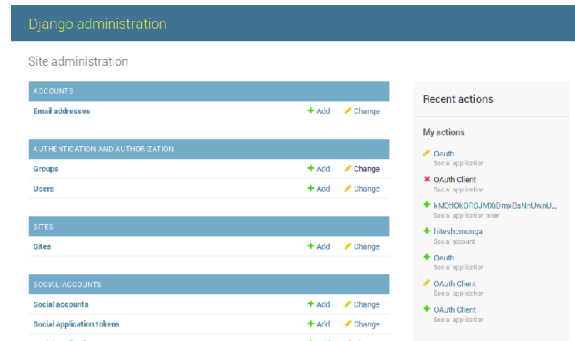 Django administration
Site administration
ACCOUNTS
Email addresses + Add Change
AUTHENTICATION AND AUTHORIZATION
Groups + Add Change
Users + Add Change
SITES
Sites + Add Change
SOCIAL ACCOUNTS
Social accounts + Add Change
Social application tokens + Add Change
Recent actions
My actions
Oauth
Social application
OAuth Client
Social application
Social application token
Social account
Oauth
Social application
OAuth Client
Social application
OAuth Client
Social application